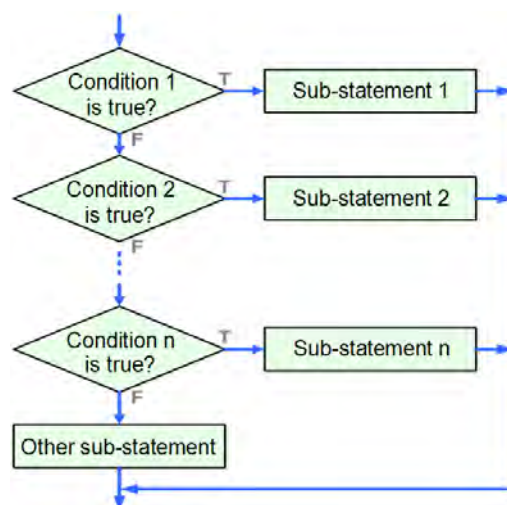 Condition 1
is true?
T
Sub-statement 1
F
Condition 2
is true?
T
Sub-statement 2
F
Condition n
is true?
T
Sub-statement n
F
Other sub-statement